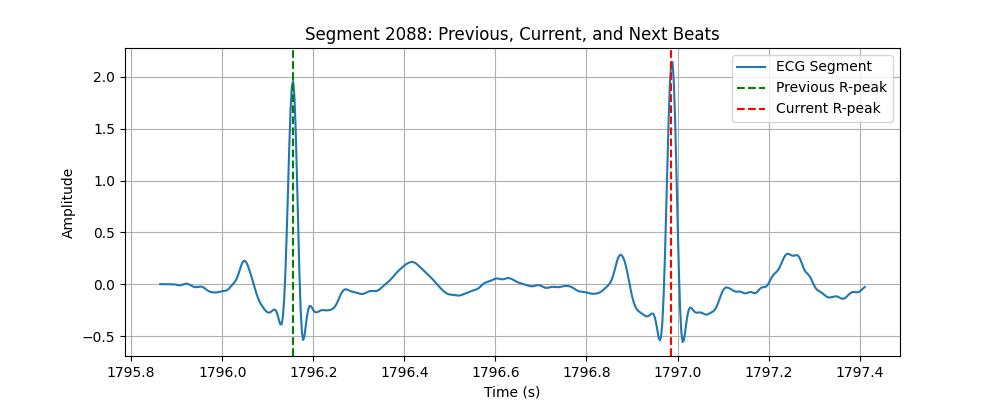 Segment 2088: Previous, Current, and Next Beats
ECG Segment
Previous R-peak
Current R-peak
Amplitude
2.0
1.5
1.0
0.5
0.0
−0.5
1795.8 1796.0 1796.2 1796.4 1796.6 1796.8 1797.0 1797.2 1797.4
Time (s)